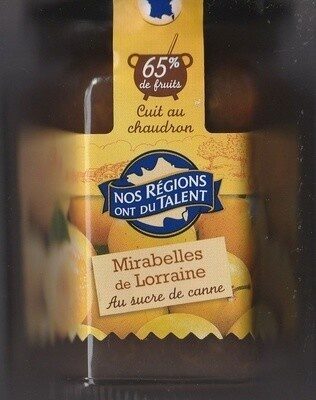 65%
de fruits
Cuit au
chaudron
NOS RÉGIONS
ONT DU TALENT
Mirabelles
de Lorraine
Au sucre de canne